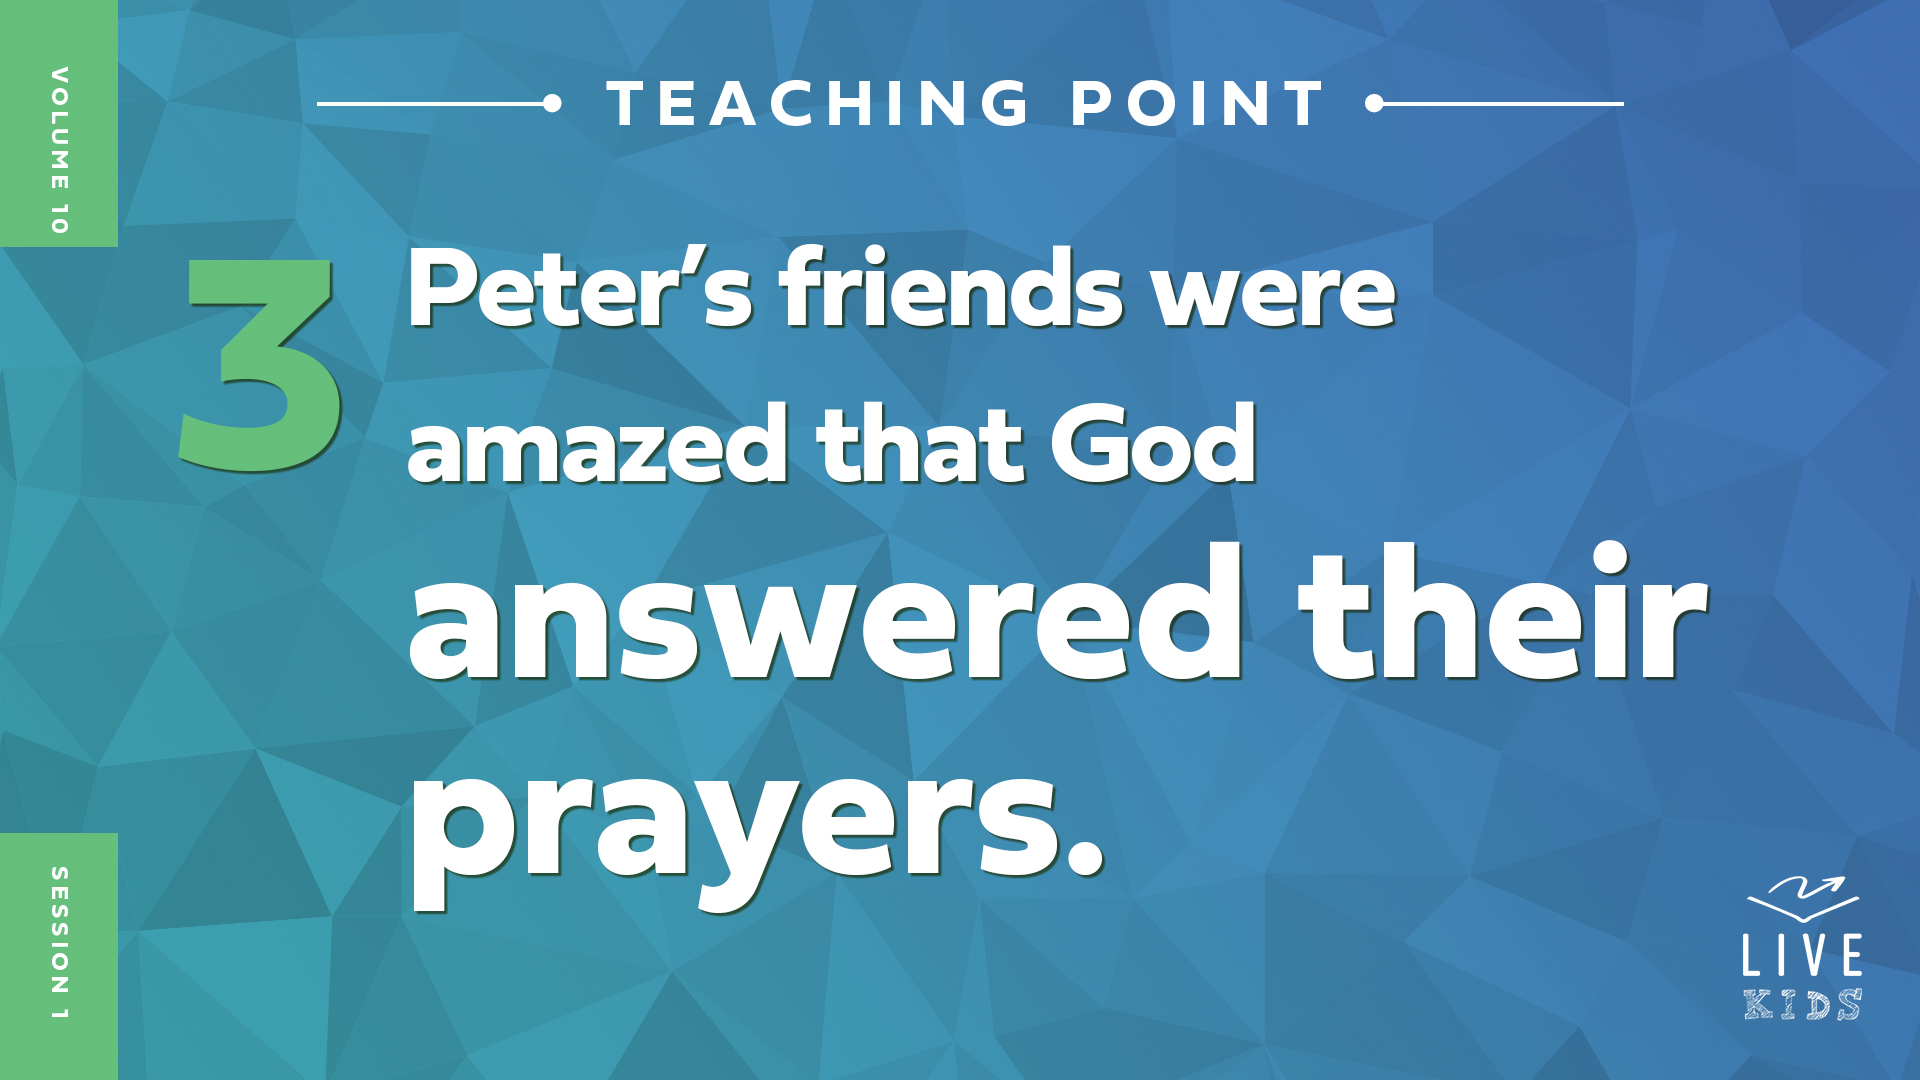 VOLUME 10
TEACHING POINT
3
Peter’s friends were
amazed that God
answered their
prayers.
SESSION 1
LIVE
KIDS